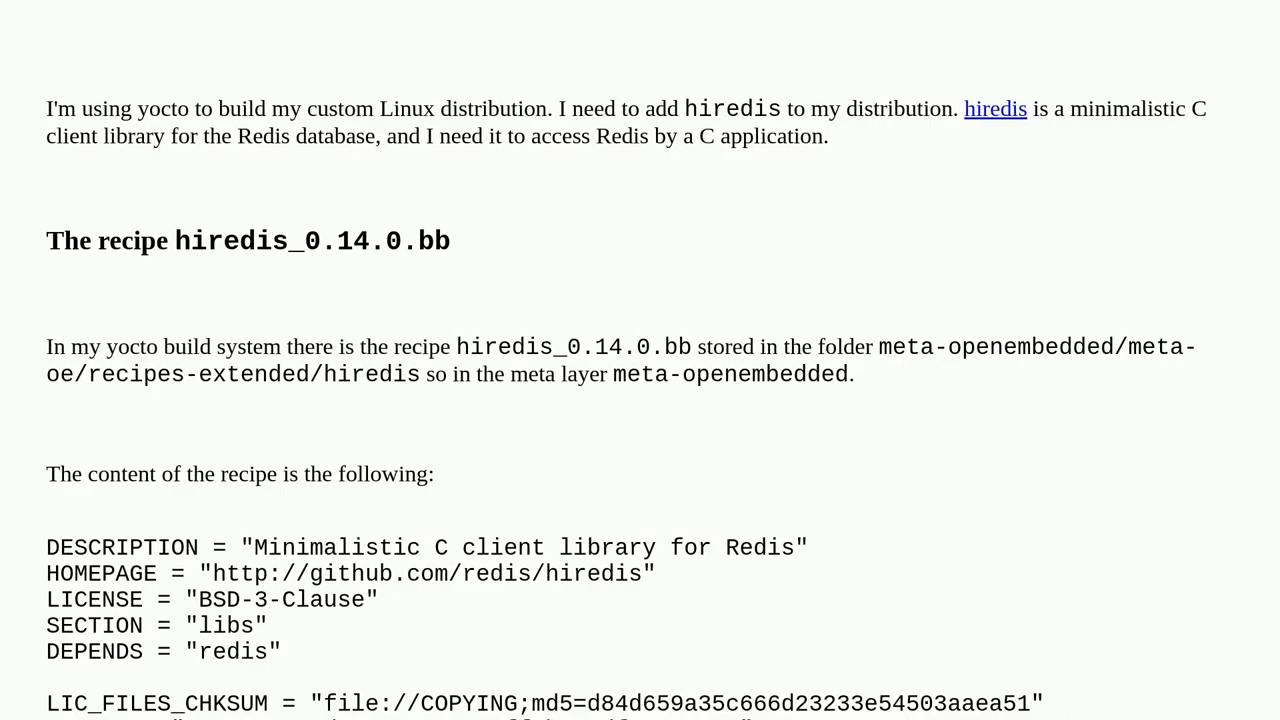 I'm using yocto to build my custom Linux distribution. I need to add hiredis to my distribution. hiredis is a minimalistic C
client library for the Redis database, and I need it to access Redis by a C application.
The recipe hiredis_0.14.0.bb
In my yocto build system there is the recipe hiredis_0.14.0.bb stored in the folder meta-openembedded/meta-
oe/recipes-extended/hiredis so in the meta layer meta-openembedded.
The content of the recipe is the following:
DESCRIPTION = "Minimalistic C client library for Redis"
HOMEPAGE = "http://github.com/redis/hiredis"
LICENSE = "BSD-3-Clause"
SECTION = "libs"
DEPENDS = "redis"
LIC_FILES_CHKSUM = "file://COPYING;md5=d84d659a35c666d23233e54503aaea51"